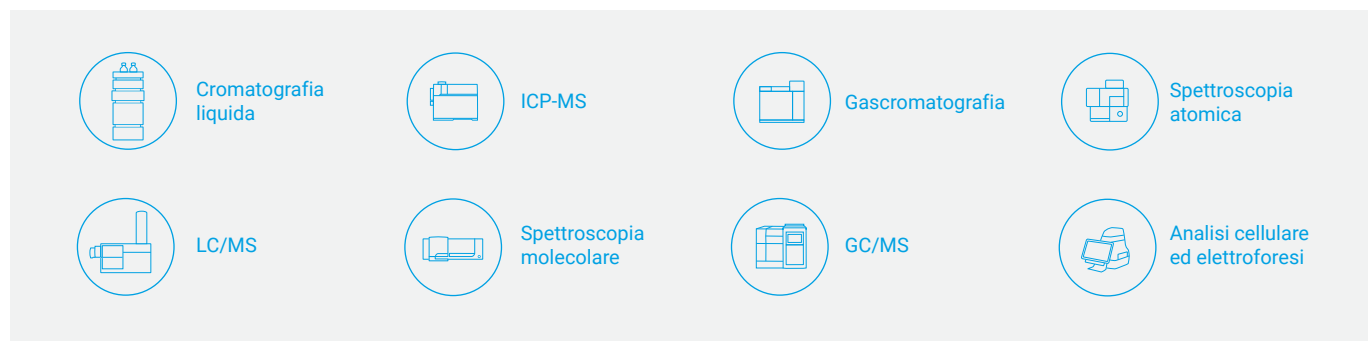 Cromatografia
liquida
ICP-MS
Gascromatografia
Spettroscopia
atomica
LC/MS
Spettroscopia
molecolare
GC/MS
Analisi cellulare
ed elettroforesi